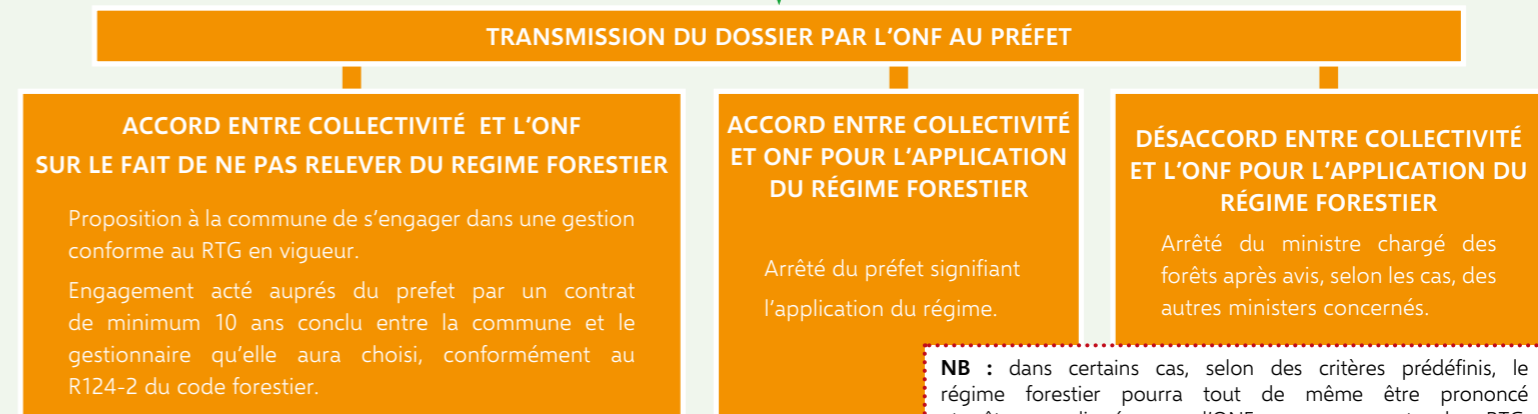 TRANSMISSION DU DOSSIER PAR L'ONF AU PRÉFET
ACCORD ENTRE COLLECTIVITÉ ET L'ONF
SUR LE FAIT DE NE PAS RELEVER DU REGIME FORESTIER
Proposition à la commune de s'engager dans une gestion
conforme au RTG en vigueur.
Engagement acté auprés du prefet par un contrat
de minimum 10 ans conclu entre la commune et le
gestionnaire qu'elle aura choisi, conformément au
R124-2 du code forestier.
ACCORD ENTRE COLLECTIVITÉ
ET ONF POUR L'APPLICATION
DU RÉGIME FORESTIER
Arrêté du préfet signifiant
l'application du régime.
DÉSACCORD ENTRE COLLECTIVITÉ
ET L'ONF POUR L'APPLICATION DU
RÉGIME FORESTIER
Arrêté du ministre chargé des
forêts après avis, selon les cas, des
autres ministers concernés.
NB : dans certains cas, selon des critères prédéfinis, le
régime forestier pourra tout de même être prononcé